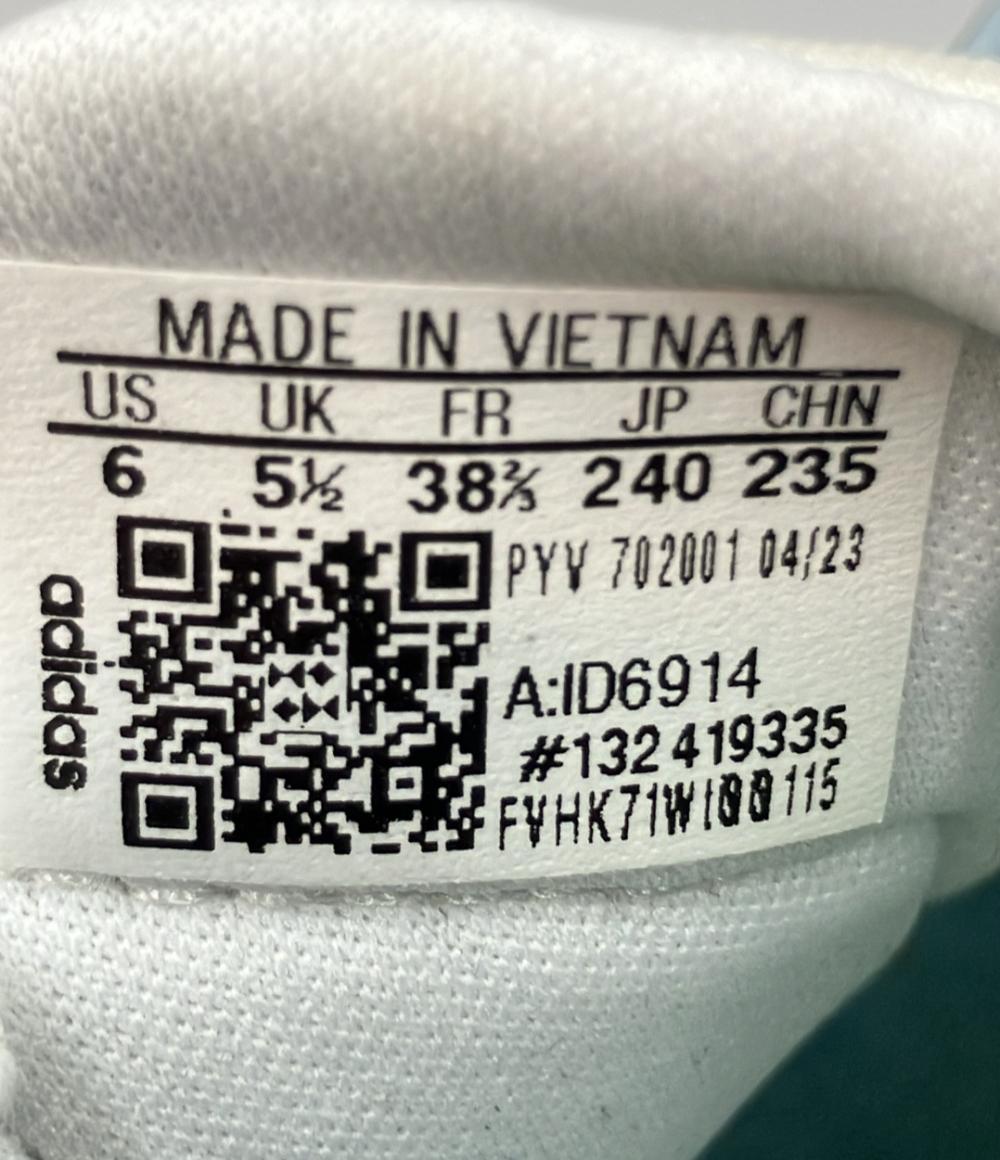 MADE IN VIETNAM
US UK FR JP CHN
6 5½ 38⅔ 240 235
PYV 702001 04/23
A:ID6914
#132419335
adidas